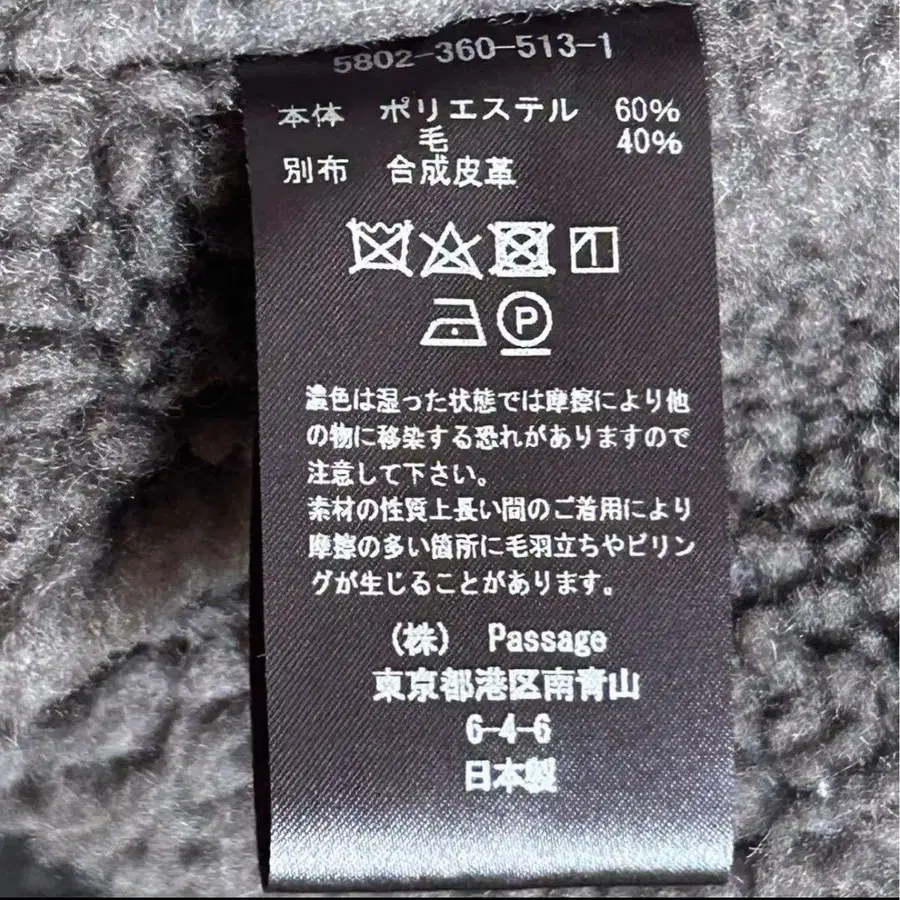 5802-360-513-1
本体 ポリエステル 60%
毛 40%
別布 合成皮革
P
濃色は湿った状態では摩擦により他
の物に移染する恐れがありますので
注意して下さい。
素材の性質上長い間のご着用により
摩擦の多い箇所に毛羽立ちやピリン
グが生じることがあります。
(株) Passage
東京都港区南青山
6-4-6
日本製